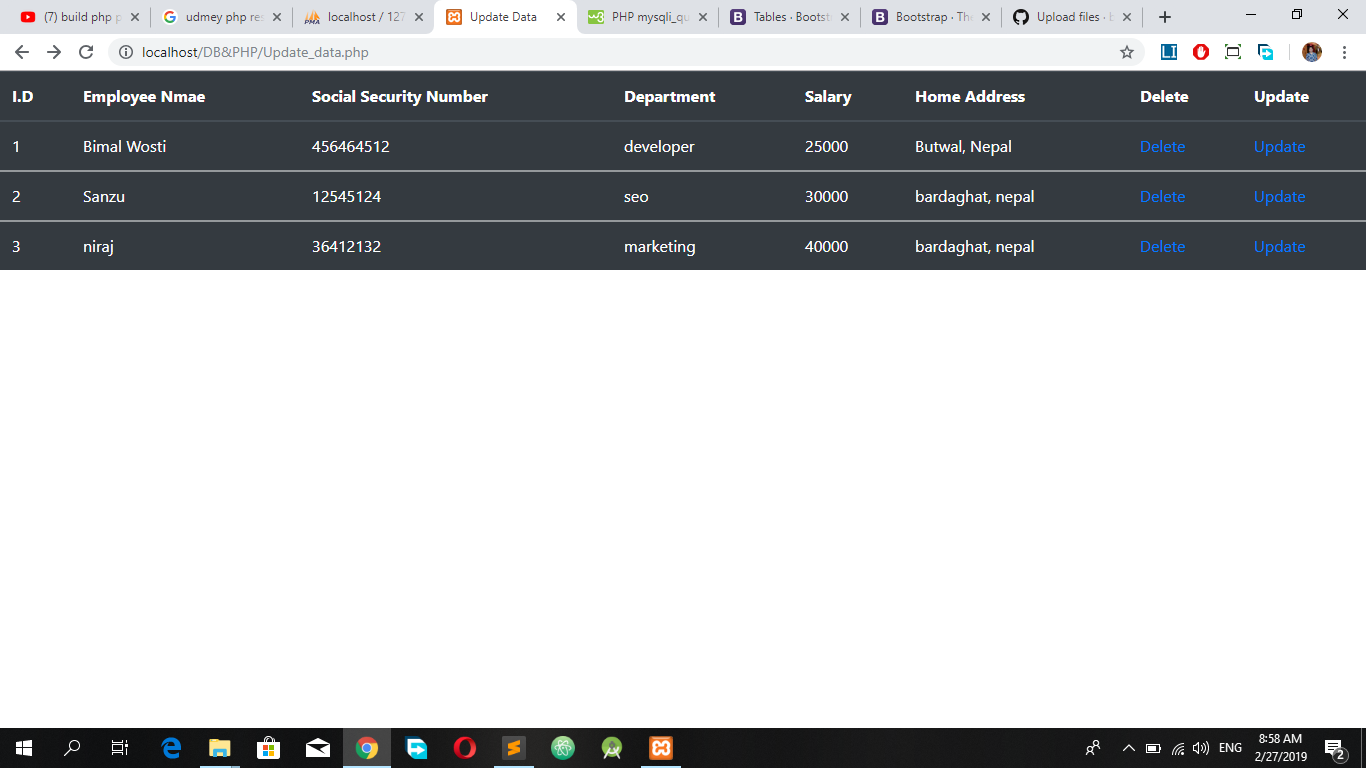 (7) build php p
udmey php res
localhost / 127
Update Data
PHP mysqli_qu
Tables · Bootst
Bootstrap · The
Upload files · b
localhost/DB&PHP/Update_data.php
I.D Employee Nmae Social Security Number Department Salary Home Address Delete Update
1 Bimal Wosti 456464512 developer 25000 Butwal, Nepal Delete Update
2 Sanzu 12545124 seo 30000 bardaghat, nepal Delete Update
3 niraj 36412132 marketing 40000 bardaghat, nepal Delete Update
ENG
8:58 AM
2/27/2019
2